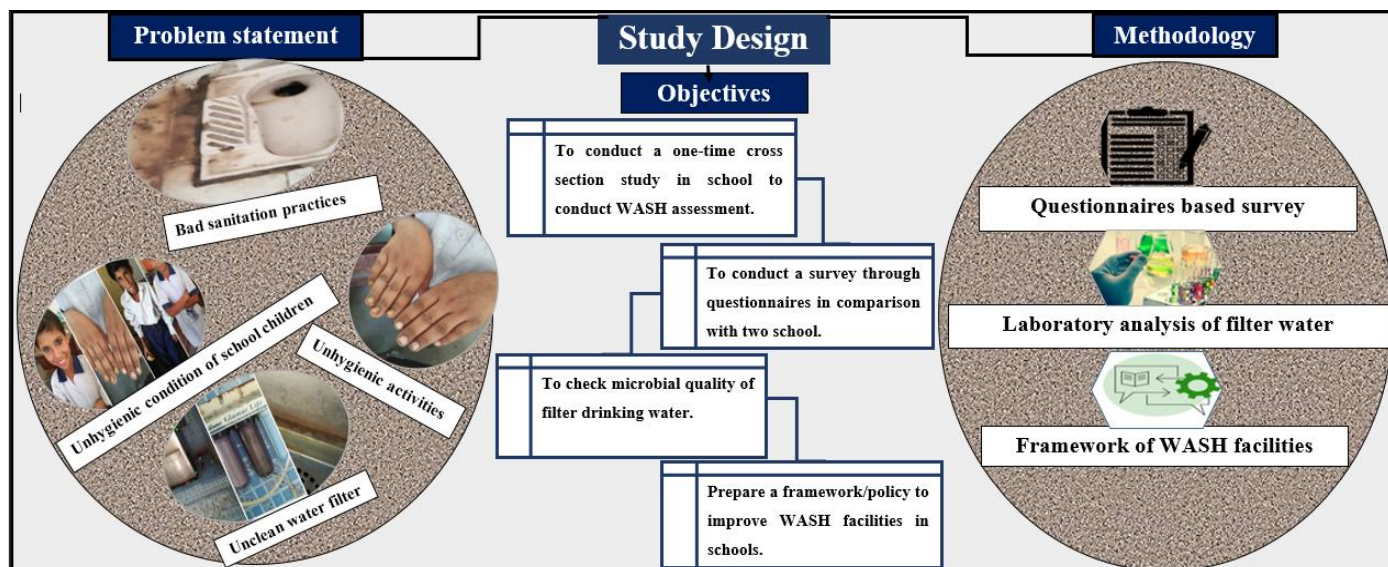 Problem statement
Study Design
Methodology
Objectives
Bad sanitation practices
Unhygienic condition of school children
Unhygienic activities
Unclean water filter
To conduct a one-time cross
section study in school to
conduct WASH assessment.
To conduct a survey through
questionnaires in comparison
with two school.
To check microbial quality of
filter drinking water.
Prepare a framework/policy to
improve WASH facilities in
schools.
Questionnaires based survey
Laboratory analysis of filter water
Framework of WASH facilities